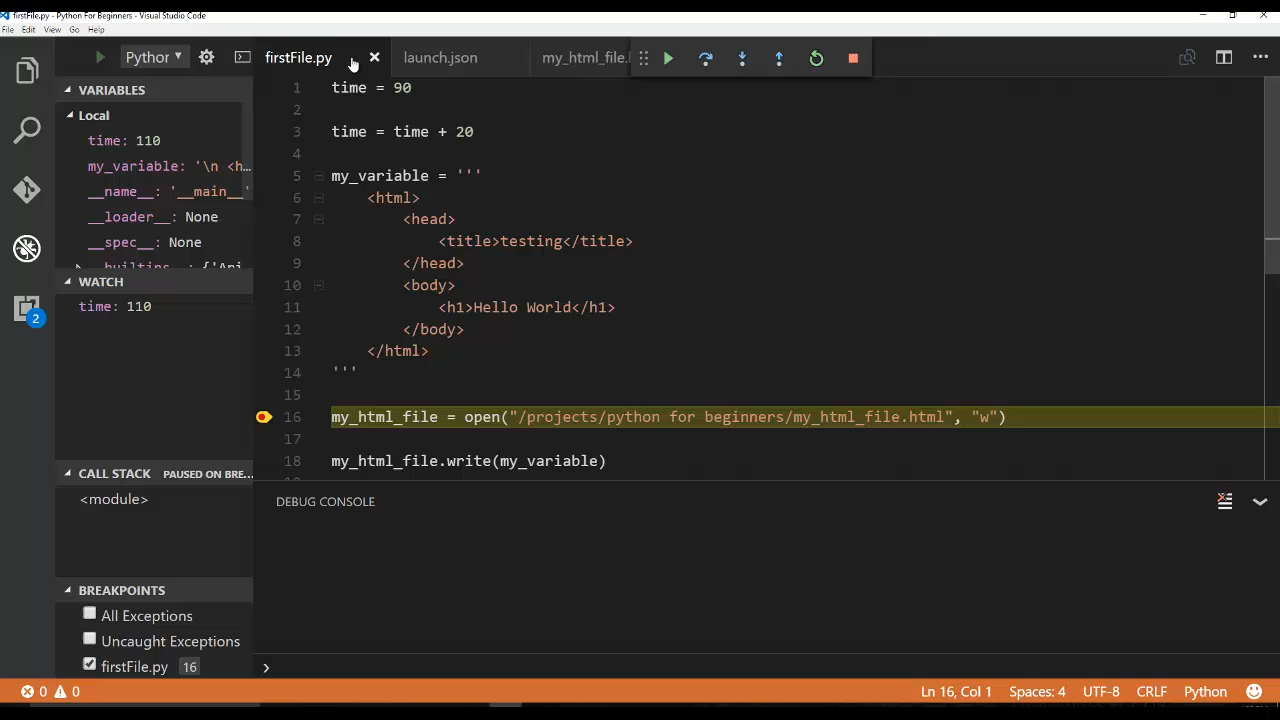 firstFile.py - Python For Beginners - Visual Studio Code
File Edit View Go Help
Python
firstFile.py
launch.json
my_html_file.
VARIABLES
Local
time: 110
my_variable: '\n <h...
__name__: '__main__'
__loader__: None
__spec__: None
WATCH
time: 110
CALL STACK PAUSED ON BRE...
<module>
BREAKPOINTS
All Exceptions
Uncaught Exceptions
firstFile.py 16
1 time = 90
2
3 time = time + 20
4
5 my_variable = '''
6 <html>
7 <head>
8 <title>testing</title>
9 </head>
10 <body>
11 <h1>Hello World</h1>
12 </body>
13 </html>
14 '''
15
16 my_html_file = open("/projects/python for beginners/my_html_file.html", "w")
17
18 my_html_file.write(my_variable)
DEBUG CONSOLE
2
0 0
Ln 16, Col 1 Spaces: 4 UTF-8 CRLF Python